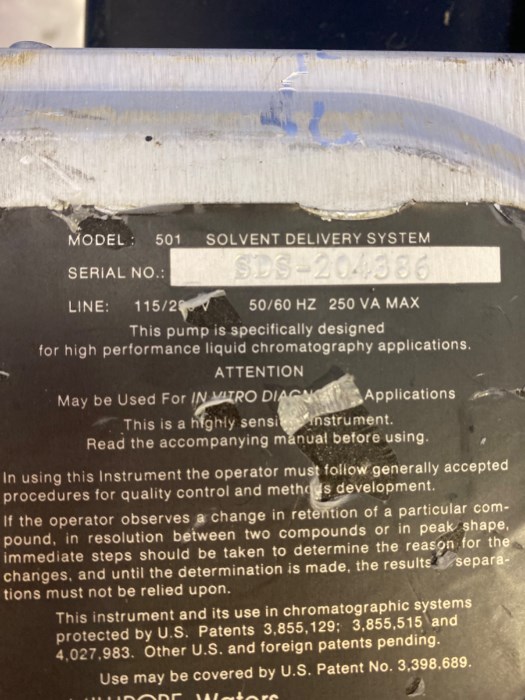 MODEL: 501 SOLVENT DELIVERY SYSTEM
SERIAL NO.: SDS-204386
LINE: 115/2 V 50/60 HZ 250 VA MAX
This pump is specifically designed
for high performance liquid chromatography applications.
ATTENTION
May be Used For IN VITRO DIAGN Applications
This is a highly sensi instrument.
Read the accompanying manual before using.
In using this Instrument the operator must follow generally accepted
procedures for quality control and methods development.
If the operator observes a change in retention of a particular com-
pound, in resolution between two compounds or in peak shape,
immediate steps should be taken to determine the reason for the
changes, and until the determination is made, the results separa-
tions must not be relied upon.
This instrument and its use in chromatographic systems
protected by U.S. Patents 3,855,129; 3,855,515 and
4,027,983. Other U.S. and foreign patents pending.
Use may be covered by U.S. Patent No. 3,398,689.
Waters